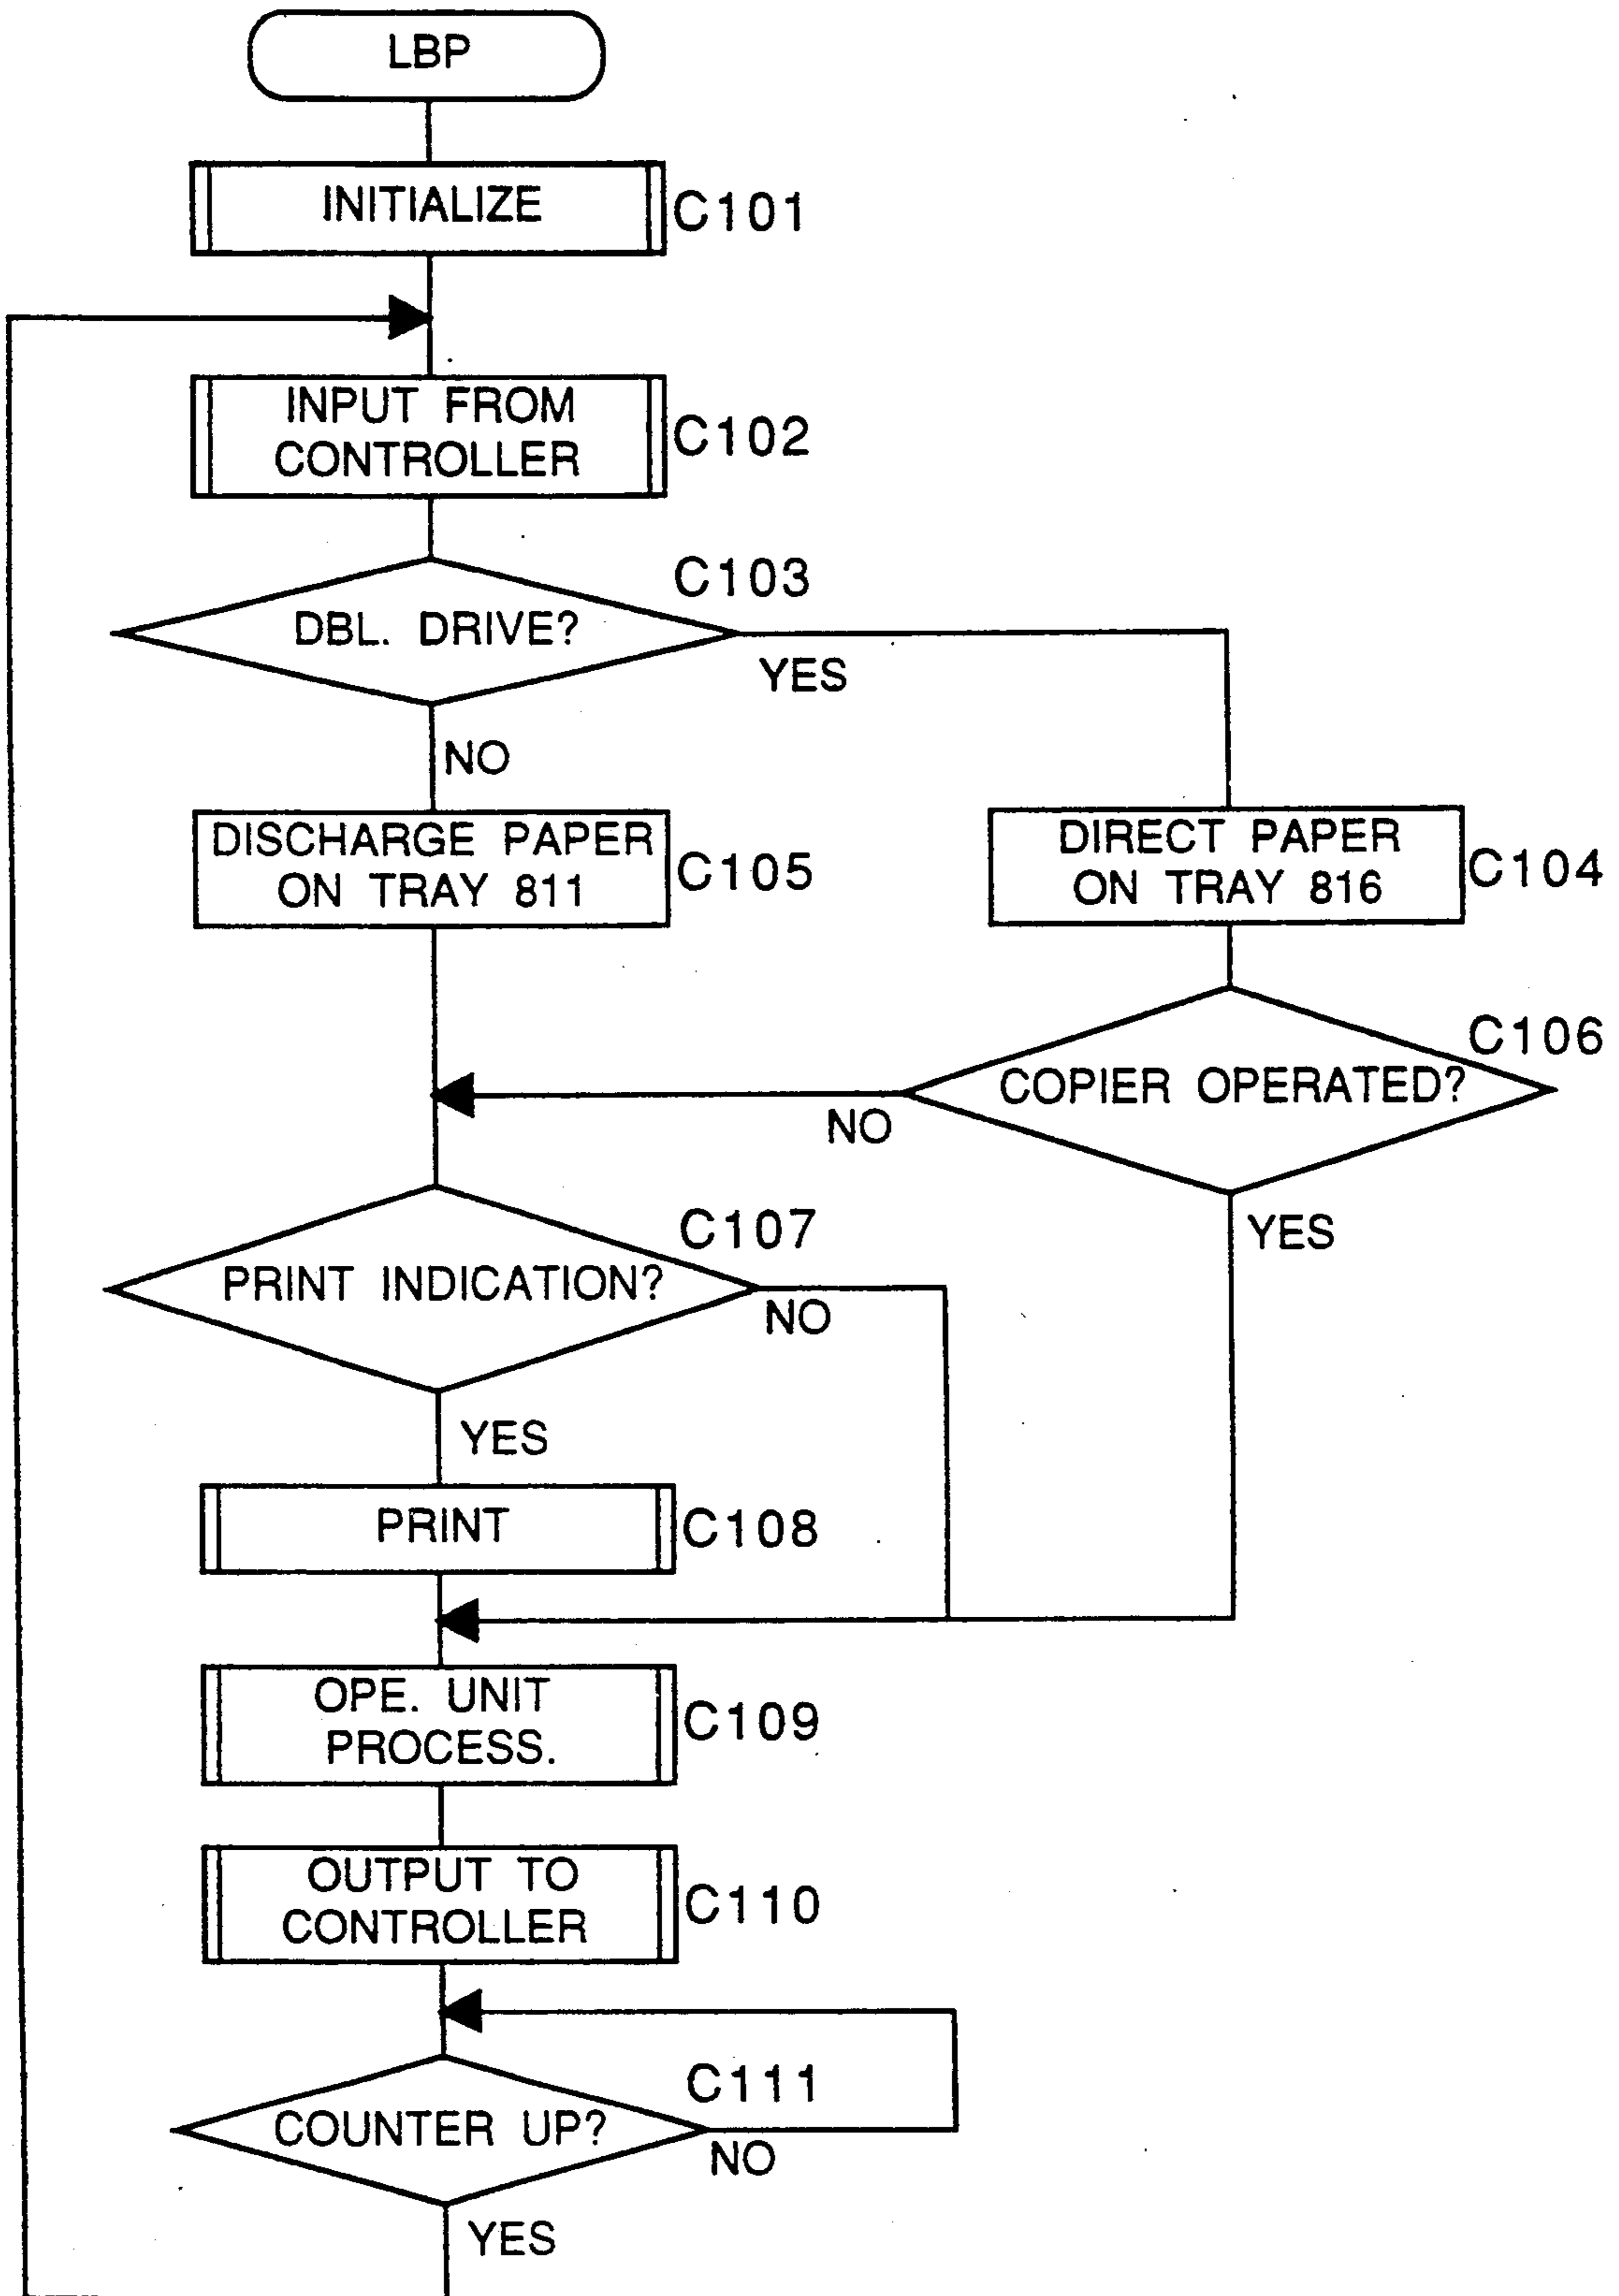 LBP
INITIALIZE
C101
INPUT FROM
CONTROLLER
C102
C103
DBL. DRIVE?
YES
NO
DISCHARGE PAPER
ON TRAY 811
C105
DIRECT PAPER
ON TRAY 816
C104
C106
COPIER OPERATED?
NO
YES
C107
PRINT INDICATION?
NO
YES
PRINT
C108
OPE. UNIT
PROCESS.
C109
OUTPUT TO
CONTROLLER
C110
C111
COUNTER UP?
NO
YES